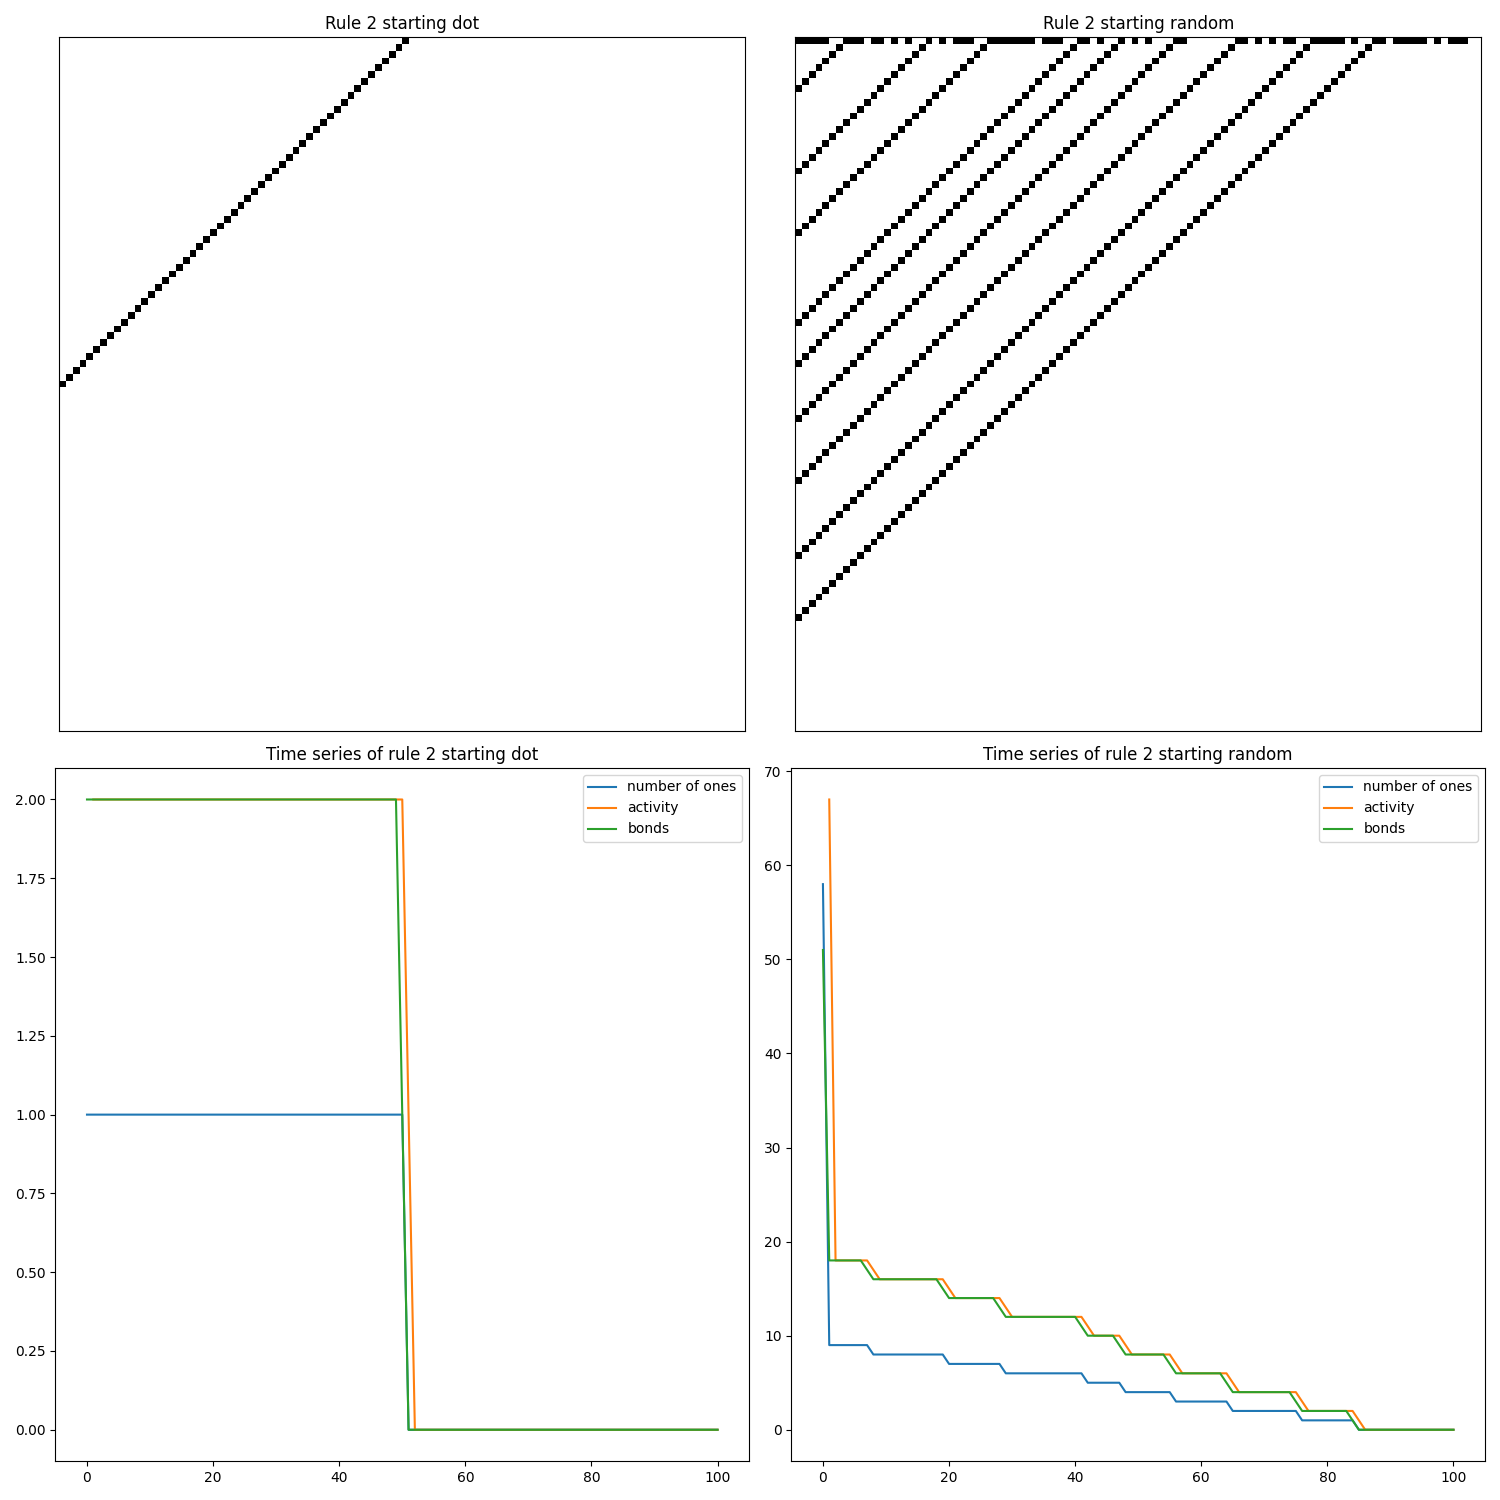 Rule 2 starting dot
Rule 2 starting random
Time series of rule 2 starting dot
2.00
1.75
1.50
1.25
1.00
0.75
0.50
0.25
0.00
0
20
40
60
80
100
number of ones
activity
bonds
Time series of rule 2 starting random
70
60
50
40
30
20
10
0
0
20
40
60
80
100
number of ones
activity
bonds